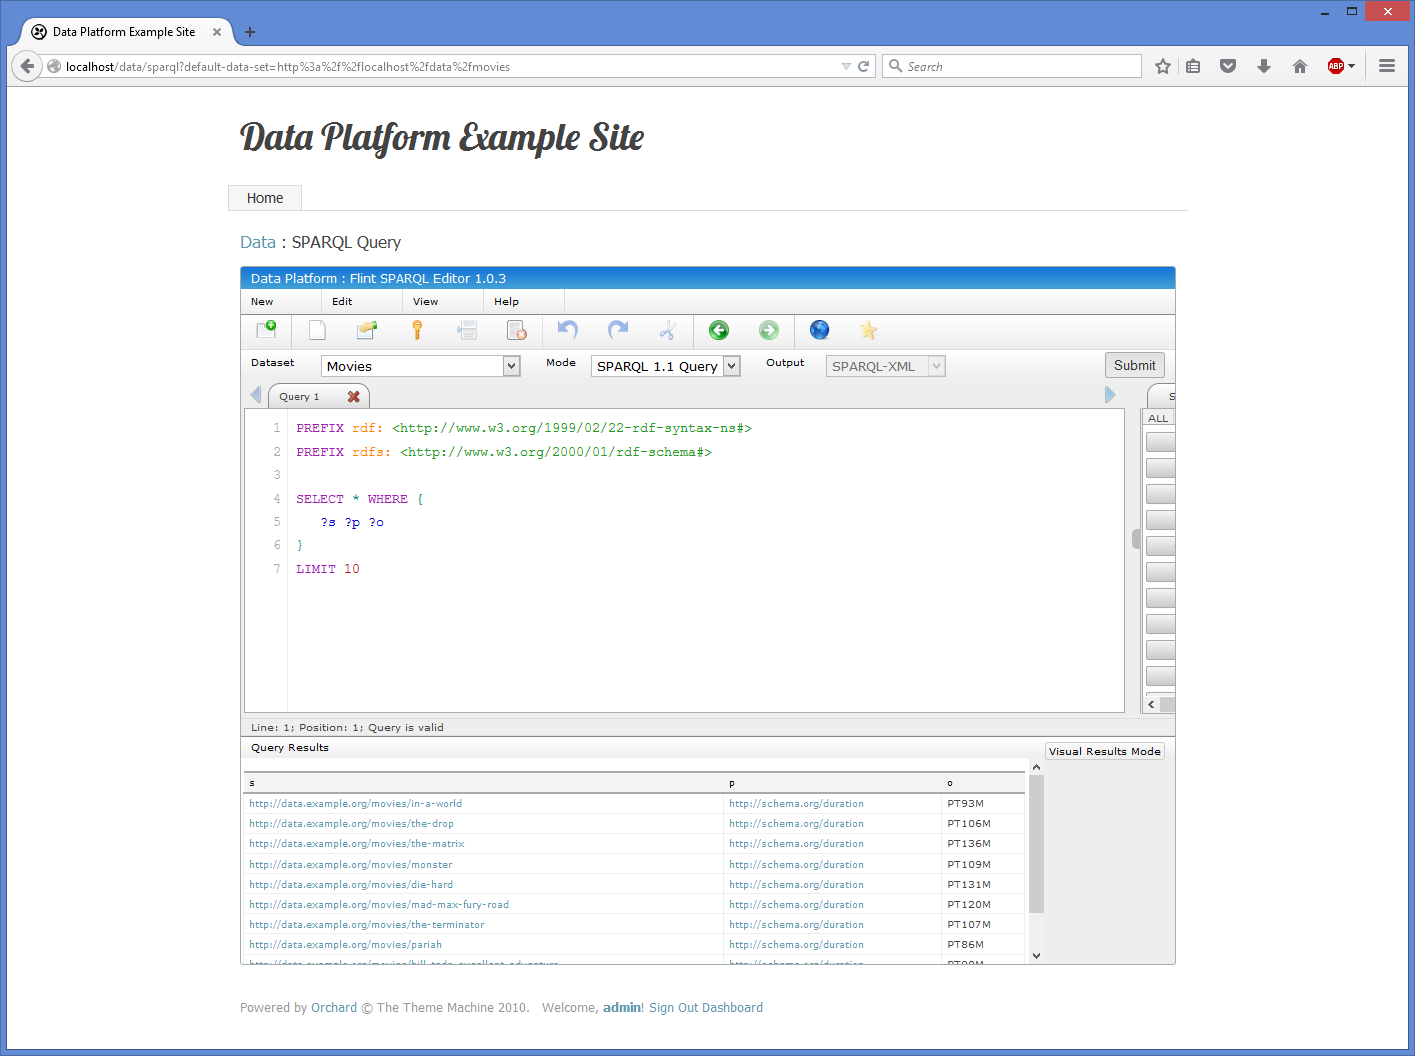 Data Platform Example Site
localhost/data/sparql?default-data-set=http%3a%2f%2flocalhost%2fdata%2fmovies
Search
ABP
Data Platform Example Site
Home
Data : SPARQL Query
Data Platform : Flint SPARQL Editor 1.0.3
New Edit View Help
Dataset Movies Mode SPARQL 1.1 Query Output SPARQL-XML Submit
Query 1 S
ALL
1 PREFIX rdf: <http://www.w3.org/1999/02/22-rdf-syntax-ns#>
2 PREFIX rdfs: <http://www.w3.org/2000/01/rdf-schema#>
3
4 SELECT * WHERE {
5 ?s ?p ?o
6 }
7 LIMIT 10
Line: 1; Position: 1; Query is valid
Query Results Visual Results Mode
s p o
http://data.example.org/movies/in-a-world http://schema.org/duration PT93M
http://data.example.org/movies/the-drop http://schema.org/duration PT106M
http://data.example.org/movies/the-matrix http://schema.org/duration PT136M
http://data.example.org/movies/monster http://schema.org/duration PT109M
http://data.example.org/movies/die-hard http://schema.org/duration PT131M
http://data.example.org/movies/mad-max-fury-road http://schema.org/duration PT120M
http://data.example.org/movies/the-terminator http://schema.org/duration PT107M
http://data.example.org/movies/pariah http://schema.org/duration PT86M
http://schema.org/duration
Powered by Orchard © The Theme Machine 2010. Welcome, admin! Sign Out Dashboard